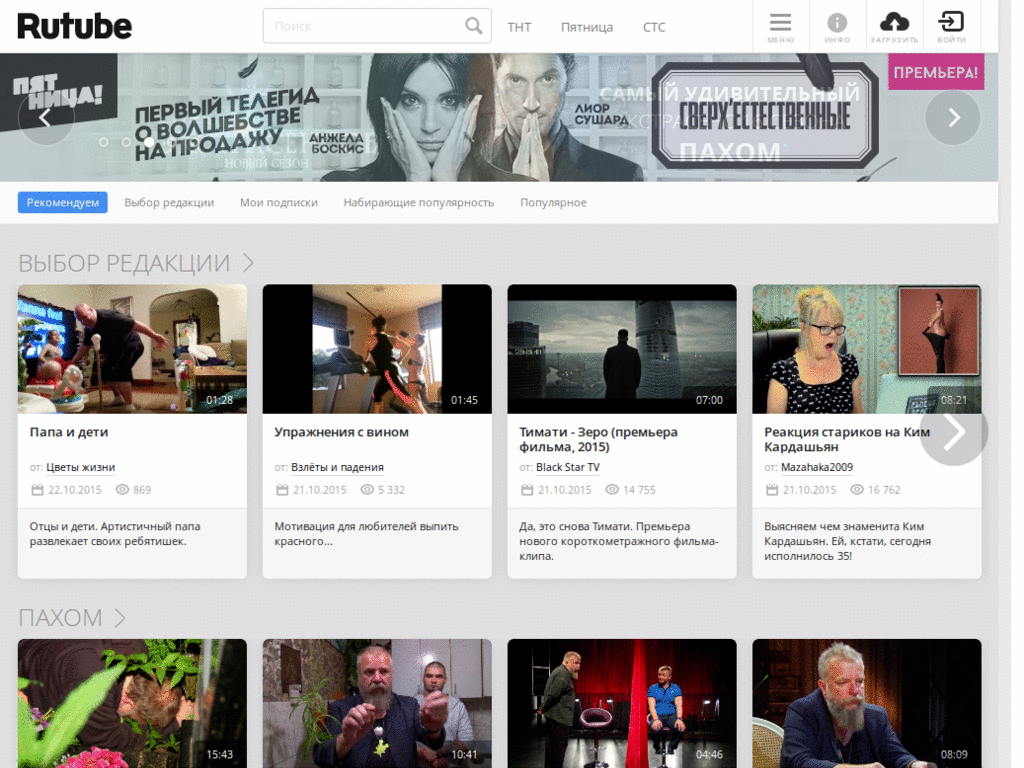 Rutube
Поиск
ТНТ
Пятница
СТС
МЕНЮ
ИНФО
ЗАГРУЗИТЬ
ВОЙТИ
ПЯТ
НИЦА!
ПЕРВЫЙ ТЕЛЕГИД
О ВОЛШЕБСТВЕ
НА ПРОДАЖУ
АНЖЕЛА
БОСКИС
НОВЫЙ СЕЗОН
ЛИОР
СУШАРД
САМЫЙ УДИВИТЕЛЬНЫЙ
СВЕРХ'ЕСТЕСТВЕННЫЕ
ПАХОМ
ПРЕМЬЕРА!
Рекомендуем
Выбор редакции
Мои подписки
Набирающие популярность
Популярное
ВЫБОР РЕДАКЦИИ
01:28
01:45
07:00
08:21
Папа и дети
от: Цветы жизни
22.10.2015 869
Отцы и дети. Артистичный папа
развлекает своих ребятишек.
Упражнения с вином
от: Взлёты и падения
21.10.2015 5 332
Мотивация для любителей выпить
красного...
Тимати - Зеро (премьера
фильма, 2015)
от: Black Star TV
21.10.2015 14 755
Да, это снова Тимати. Премьера
нового короткометражного фильма-
клипа.
Реакция стариков на Ким
Кардашьян
от: Mazahaka2009
21.10.2015 16 762
Выясняем чем знаменита Ким
Кардашьян. Ей, кстати, сегодня
исполнилось 35!
ПАХОМ
15:43
10:41
04:46
08:09